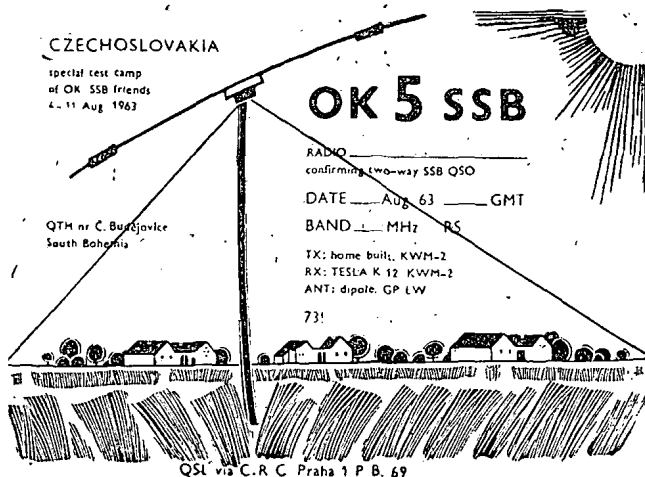 CZECHOSLOVAKIA
special test camp
of OK SSB friends
4-11 Aug 1963
OK 5 SSB
RADIO
confirming two-way SSB QSO
DATE Aug 63 GMT
BAND MHz RS
QTH nr Č. Budějovice
South Bohemia
TX: home built, KWM-2
RX: TESLA K 12 KWM-2
ANT: dipole, GP LW
73!
QSL via C.R C Praha 1 P B. 69